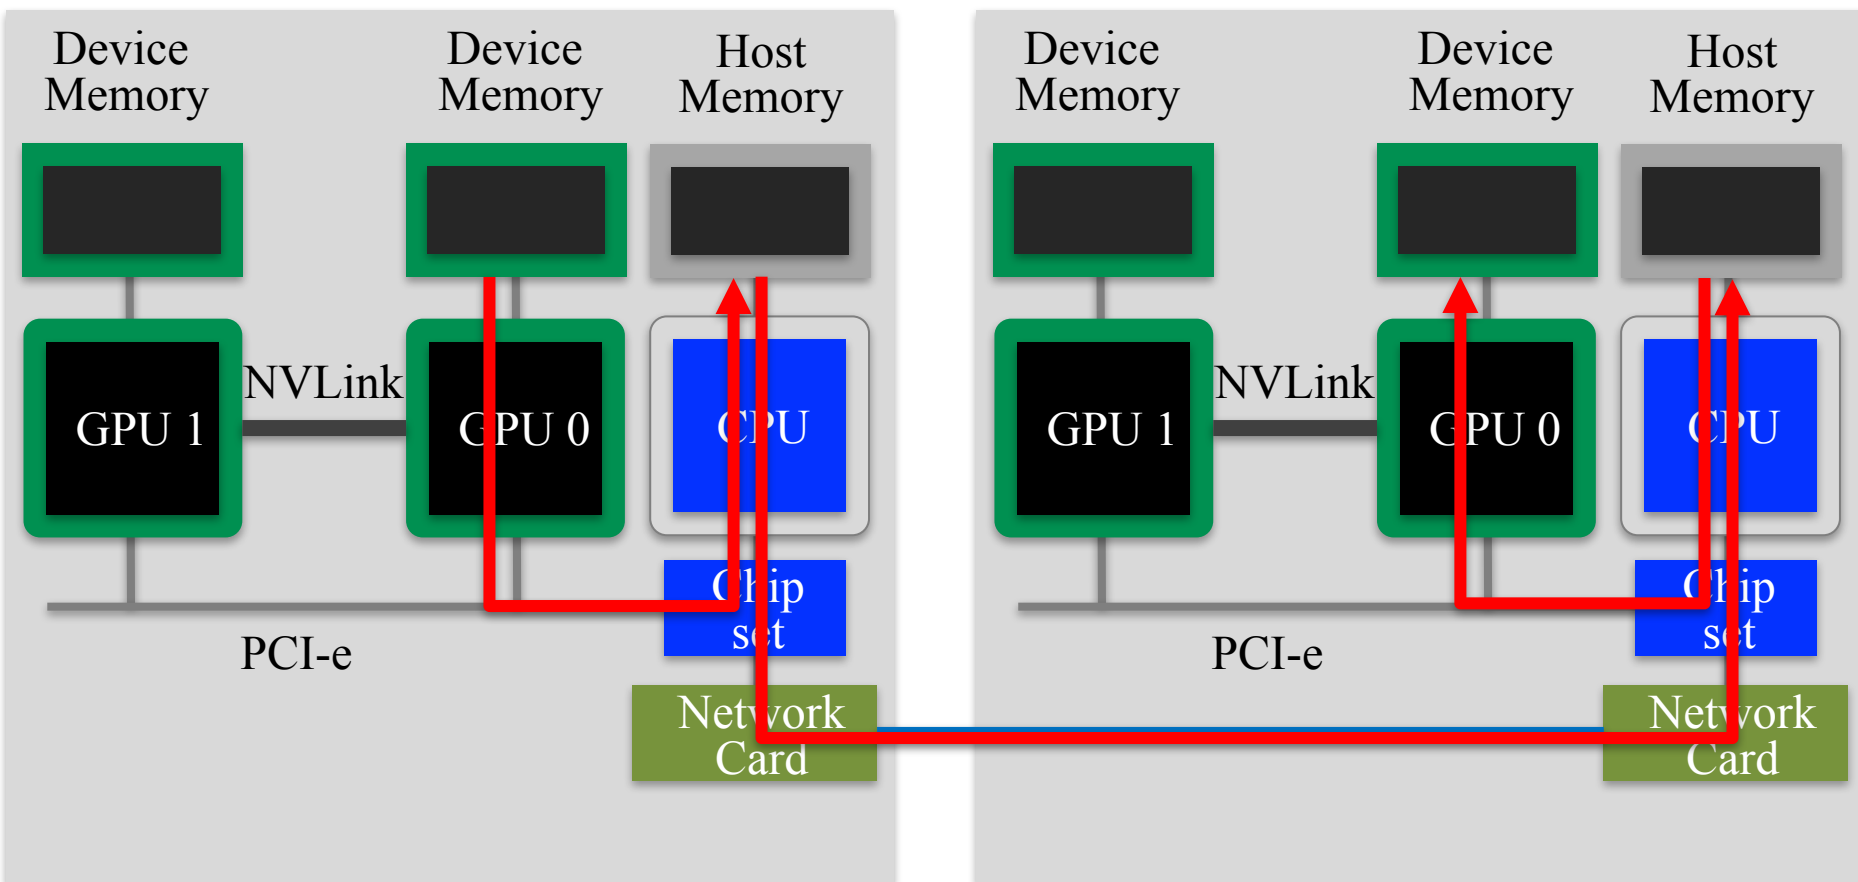 Device
Memory
Device
Memory
Host
Memory
GPU 1
NVLink
GPU 0
CPU
Chip
set
PCI-e
Network
Card
Device
Memory
Device
Memory
Host
Memory
GPU 1
NVLink
GPU 0
CPU
Chip
set
PCI-e
Network
Card